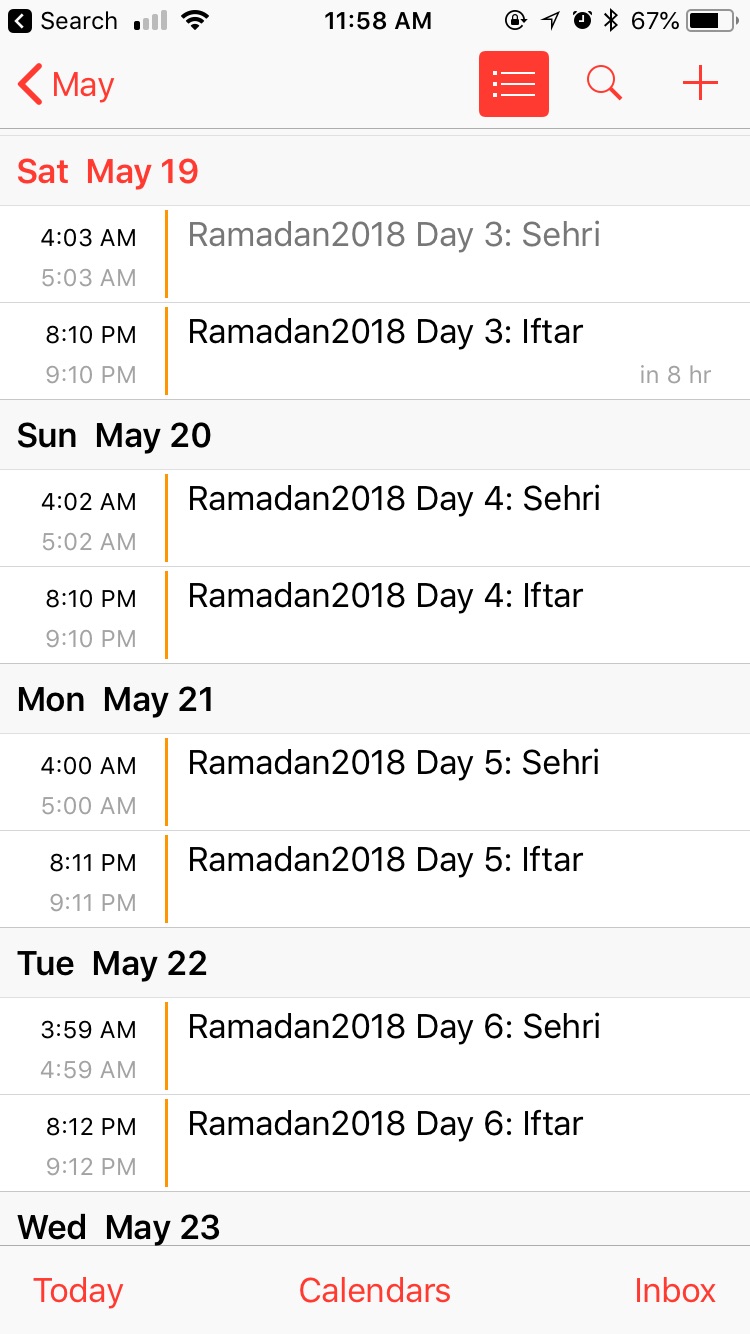 Search 11:58 AM 67%
May
Sat May 19
4:03 AM Ramadan2018 Day 3: Sehri
5:03 AM
8:10 PM Ramadan2018 Day 3: Iftar
9:10 PM in 8 hr
Sun May 20
4:02 AM Ramadan2018 Day 4: Sehri
5:02 AM
8:10 PM Ramadan2018 Day 4: Iftar
9:10 PM
Mon May 21
4:00 AM Ramadan2018 Day 5: Sehri
5:00 AM
8:11 PM Ramadan2018 Day 5: Iftar
9:11 PM
Tue May 22
3:59 AM Ramadan2018 Day 6: Sehri
4:59 AM
8:12 PM Ramadan2018 Day 6: Iftar
9:12 PM
Wed May 23
Today Calendars Inbox